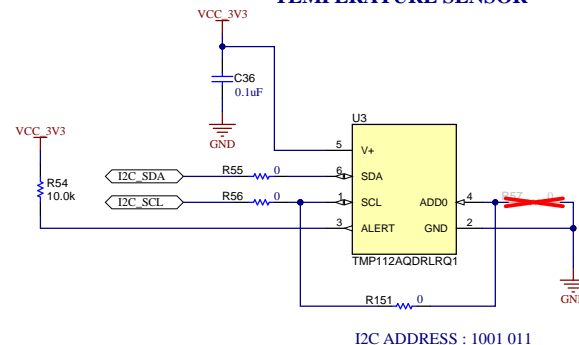 TEMPERATURE SENSOR
VCC_3V3
C36
0.1uF
GND
VCC_3V3
R54
10.0k
I2C_SDA
I2C_SCL
R55 0
R56 0
U3
5 V+
6 SDA
1 SCL
3 ALERT
ADD0 4
GND 2
TMP112AQDRLRQ1
R57 0
GND
R151 0
I2C ADDRESS : 1001 011